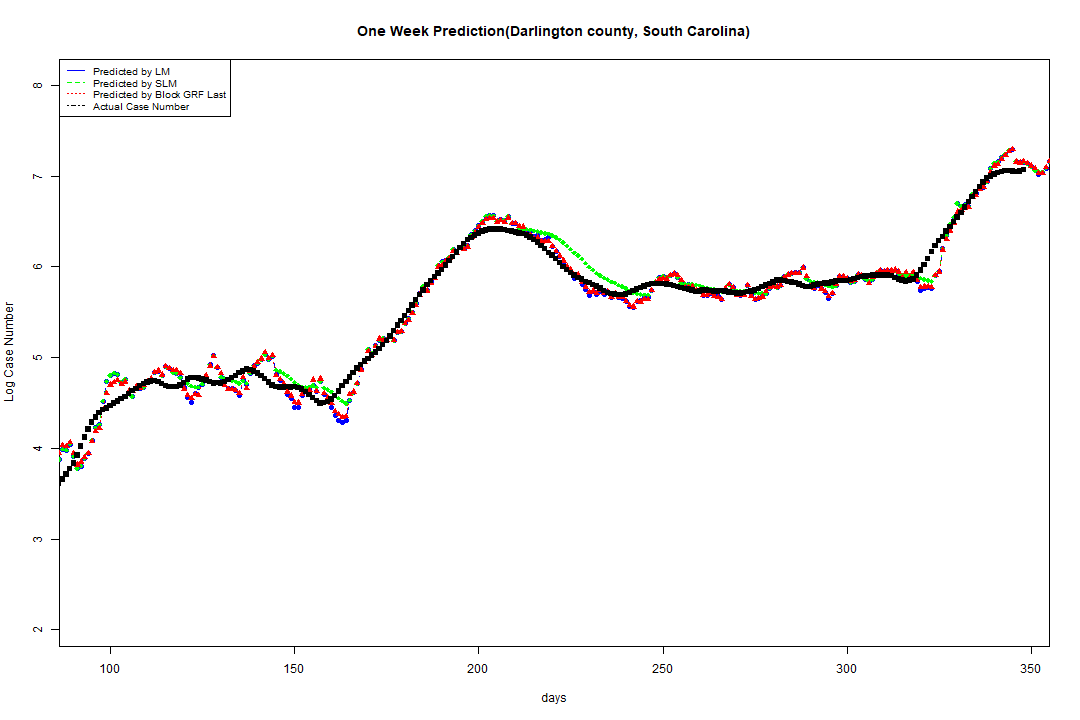 One Week Prediction(Darlington county, South Carolina)
Predicted by LM
Predicted by SLM
Predicted by Block GRF Last
Actual Case Number
8
7
6
5
4
3
2
Log Case Number
100 150 200 250 300 350
days